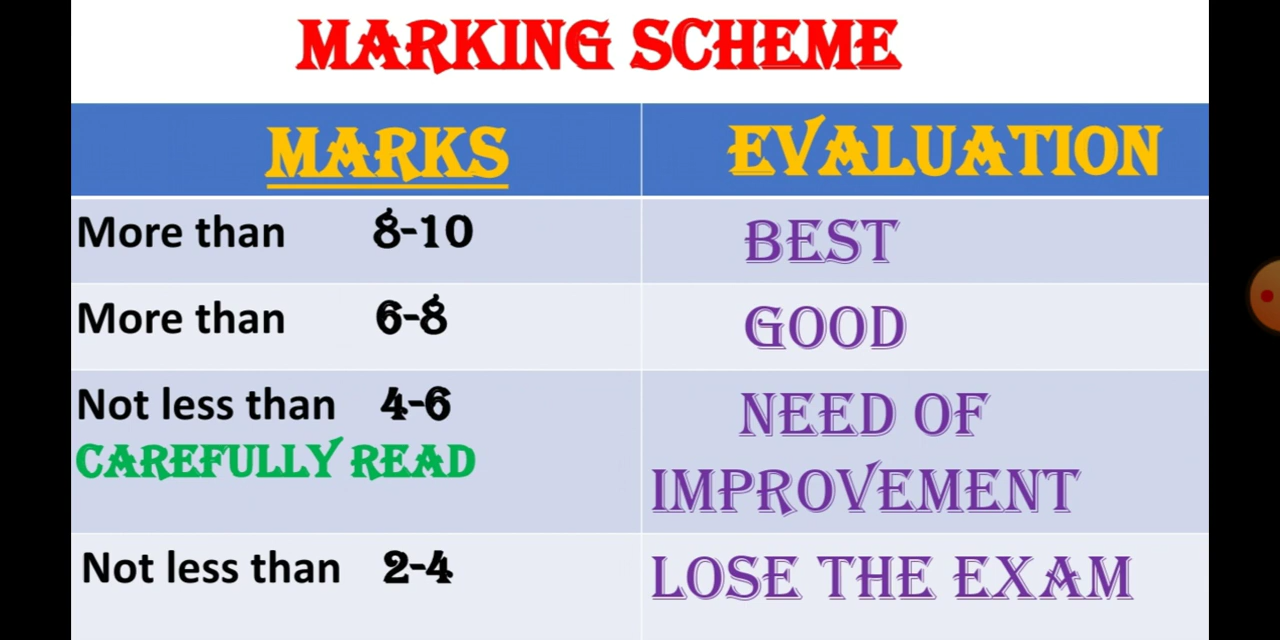 MARKING SCHEME
MARKS EVALUATION
More than 8-10 BEST
More than 6-8 GOOD
Not less than 4-6 NEED OF
CAREFULLY READ IMPROVEMENT
Not less than 2-4 LOSE THE EXAM